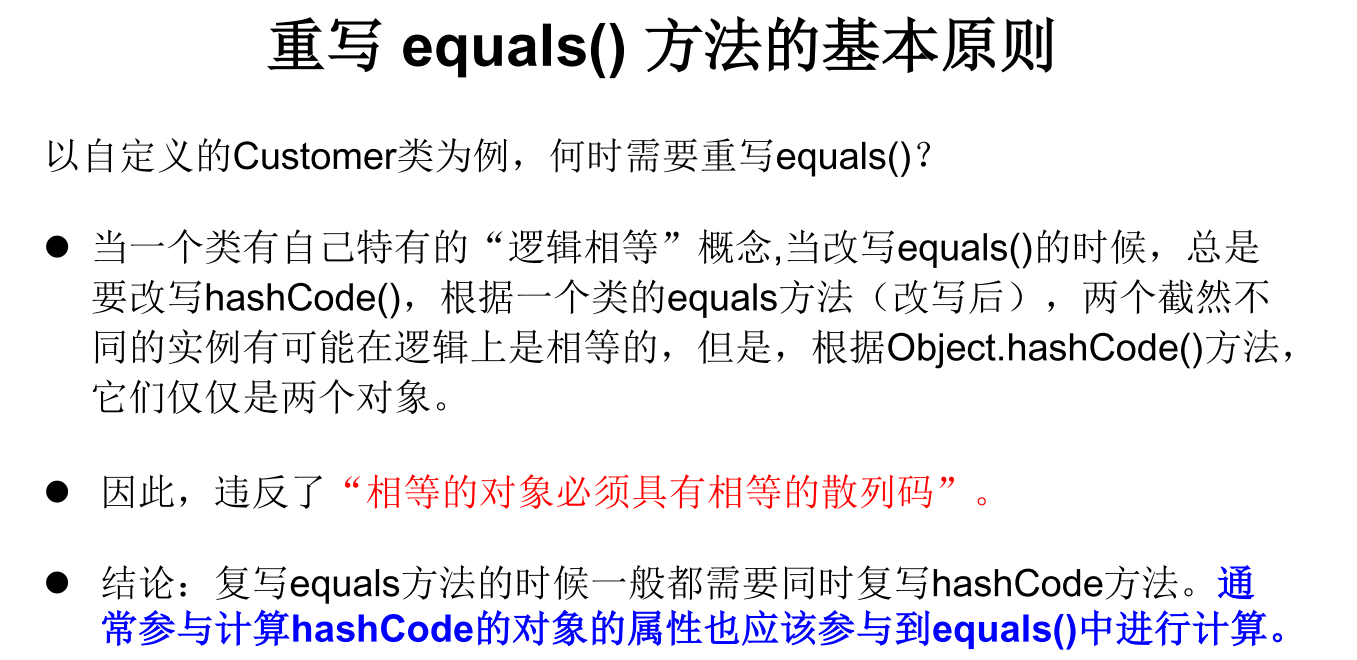 重写 equals() 方法的基本原则
以自定义的Customer类为例，何时需要重写equals()？
● 当一个类有自己特有的“逻辑相等”概念,当改写equals()的时候，总是
要改写hashCode()，根据一个类的equals方法（改写后），两个截然不
同的实例有可能在逻辑上是相等的，但是，根据Object.hashCode()方法，
它们仅仅是两个对象。
● 因此，违反了“相等的对象必须具有相等的散列码”。
● 结论：复写equals方法的时候一般都需要同时复写hashCode方法。通
常参与计算hashCode的对象的属性也应该参与到equals()中进行计算。